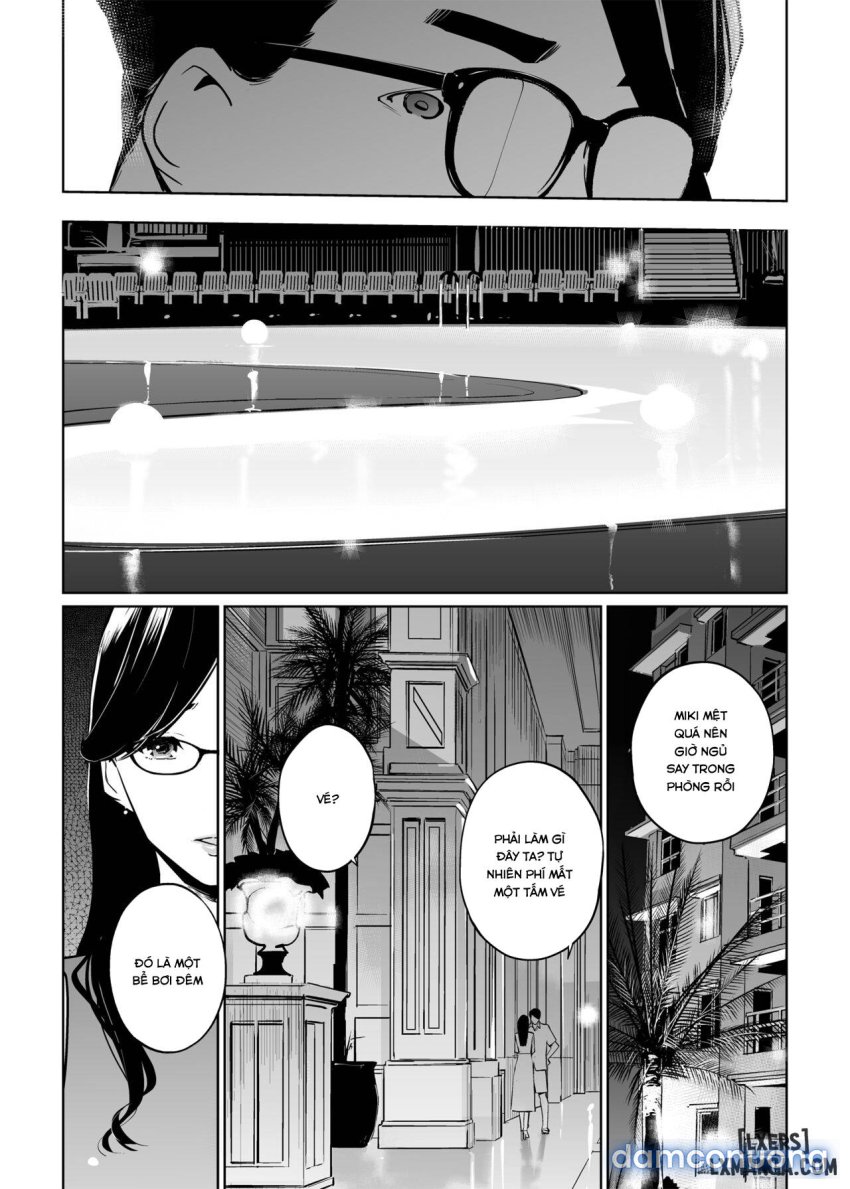 MIKI MỆT
QUÁ NÊN
GIỜ NGỦ
SAY TRONG
PHÒNG RỒI
PHẢI LÀM GÌ
ĐÂY TA? TỰ
NHIÊN PHÍ MẤT
MỘT TẤM VÉ
VÉ?
ĐÓ LÀ MỘT
BỂ BƠI ĐÊM
[LXERS]
LXMANGA.COM
damconuong